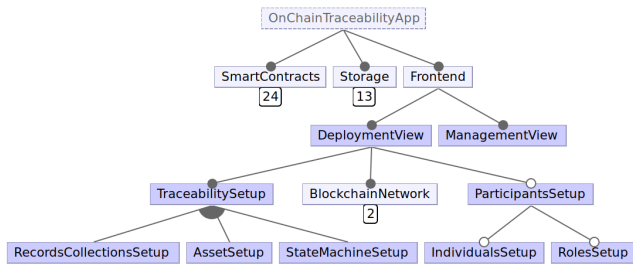 OnChainTraceabilityApp
SmartContracts Storage Frontend
24 13
DeploymentView ManagementView
TraceabilitySetup BlockchainNetwork ParticipantsSetup
2
RecordsCollectionsSetup AssetSetup StateMachineSetup IndividualsSetup RolesSetup